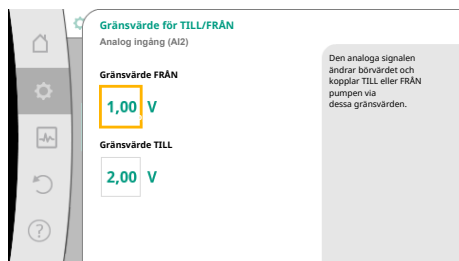 Gränsvärde för TILL/FRÅN
Analog ingång (AI2)
Gränsvärde FRÅN
1,00 V
Gränsvärde TILL
2,00 V
Den analoga signalen
ändrar börvärdet och
kopplar TILL eller FRÅN
pumpen via
dessa gränsvärden.
?